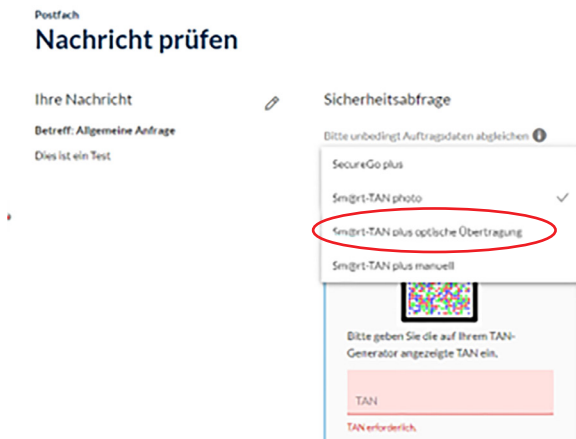 Postfach
Nachricht prüfen
Ihre Nachricht
Betreff: Allgemeine Anfrage
Dies ist ein Test
Sicherheitsabfrage
Bitte unbedingt Auftragsdaten abgleichen
SecureGo plus
Sm@rt-TAN photo
Sm@rt-TAN plus optische Übertragung
Sm@rt-TAN plus manuell
Bitte geben Sie die auf Ihrem TAN-
Generator angezeigte TAN ein.
TAN
TAN erforderlich.